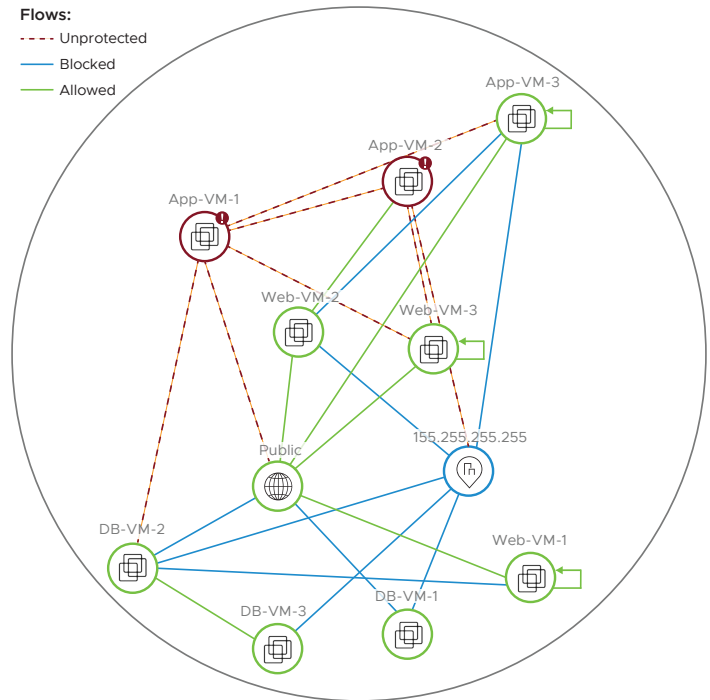 Flows:
Unprotected
Blocked
Allowed
App-VM-3
App-VM-2
App-VM-1
Web-VM-2
Web-VM-3
155.255.255.255
Public
DB-VM-2
Web-VM-1
DB-VM-1
DB-VM-3